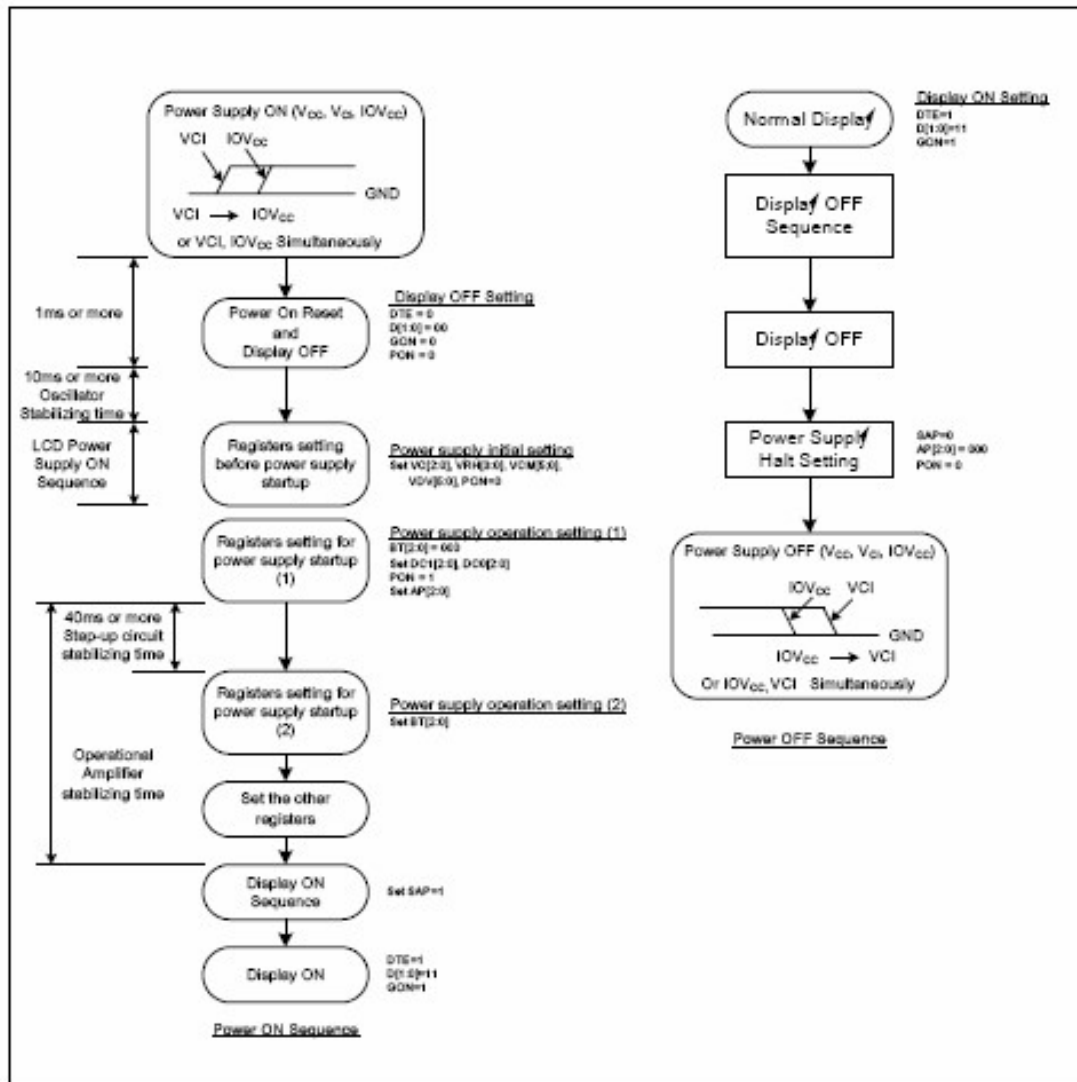 Power Supply ON (VCC, VCI, IOVCC)
VCI IOVCC
GND
VCI → IOVCC
or VCI, IOVCC Simultaneously
1ms or more
Power On Reset
and
Display OFF
Display OFF Setting
DTE = 0
D[1:0] = 00
GON = 0
PON = 0
10ms or more
Oscillator
Stabilizing time
LCD Power
Supply ON
Sequence
Registers setting
before power supply
startup
Power supply initial setting
Set VC[2:0], VRH[3:0], VCM[5:0],
VDV[5:0], PON=0
Registers setting for
power supply startup
(1)
Power supply operation setting (1)
BT[2:0] = 000
Set DC1[2:0], DC0[2:0]
PON = 1
Set AP[2:0]
40ms or more
Step-up circuit
stabilizing time
Registers setting for
power supply startup
(2)
Power supply operation setting (2)
Set BT[2:0]
Operational
Amplifier
stabilizing time
Set the other
registers
Display ON
Sequence
Set SAP=1
Display ON
DTE=1
D[1:0]=11
GON=1
Power ON Sequence
Normal Display
Display ON Setting
DTE=1
D[1:0]=11
GON=1
Display OFF
Sequence
Display OFF
Power Supply
Halt Setting
SAP=0
AP[2:0] = 000
PON = 0
Power Supply OFF (VCC, VCI, IOVCC)
IOVCC VCI
GND
IOVCC → VCI
Or IOVCC, VCI Simultaneously
Power OFF Sequence